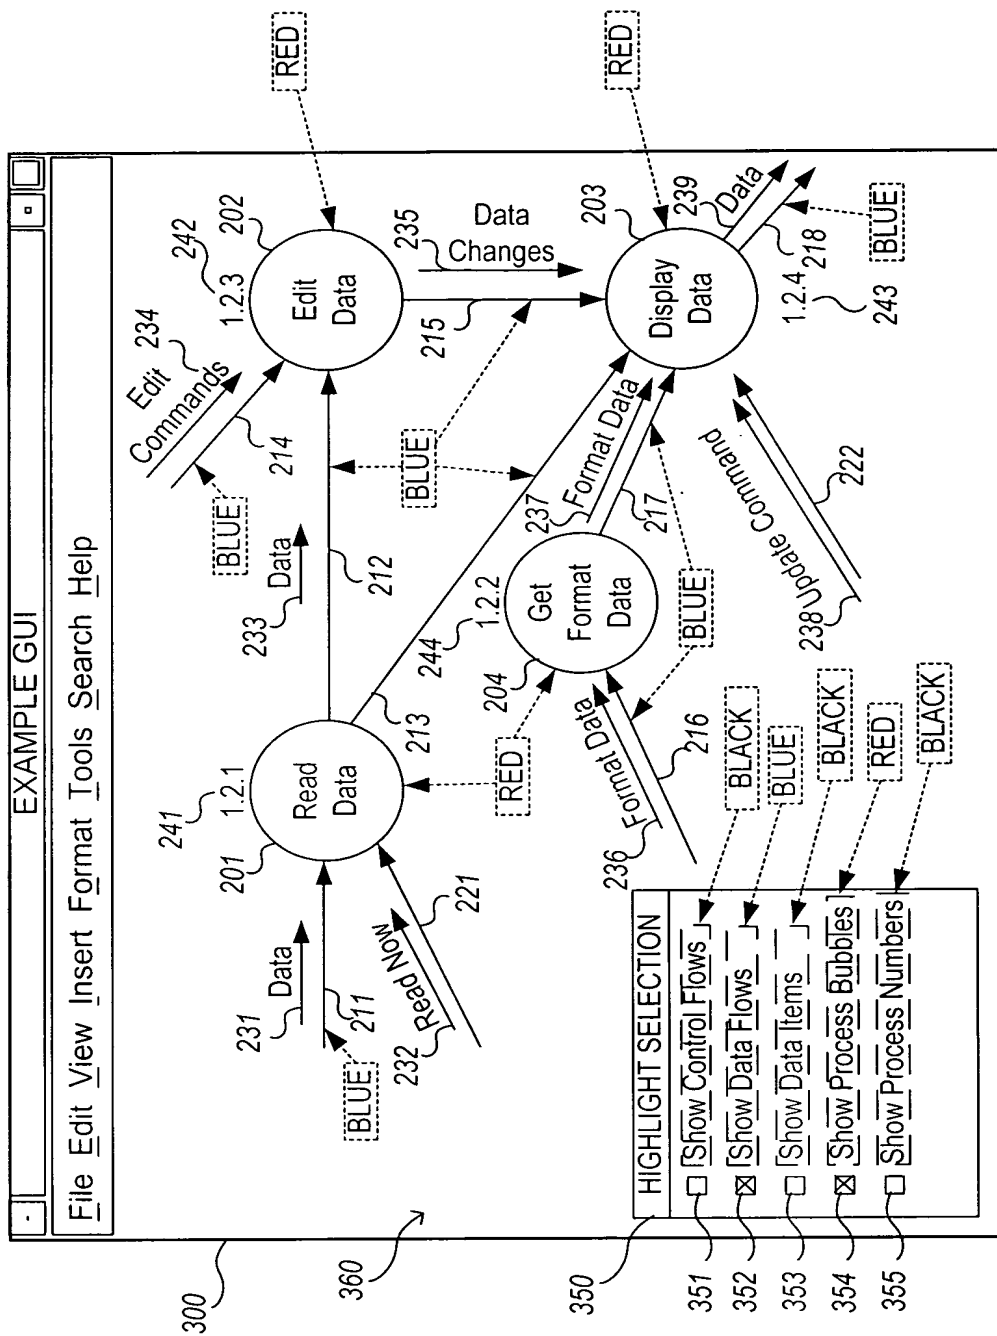 EXAMPLE GUI
File Edit View Insert Format Tools Search Help
300
360
241
1.2.1
201
Read
Data
231
Data
211
BLUE
232
Read Now
221
233
Data
212
213
BLUE
Edit
Commands
234
214
BLUE
242
1.2.3
202
Edit
Data
RED
Data
Changes
235
215
BLUE
RED
244
1.2.2
204
Get
Format
Data
237
Format Data
217
BLUE
236
Format Data
216
203
Display
Data
1.2.4
243
RED
239
Data
218
BLUE
238
Update Command
222
350
HIGHLIGHT SELECTION
351
Show Control Flows
BLACK
352
Show Data Flows
BLUE
353
Show Data Items
BLACK
354
Show Process Bubbles
RED
355
Show Process Numbers
BLACK